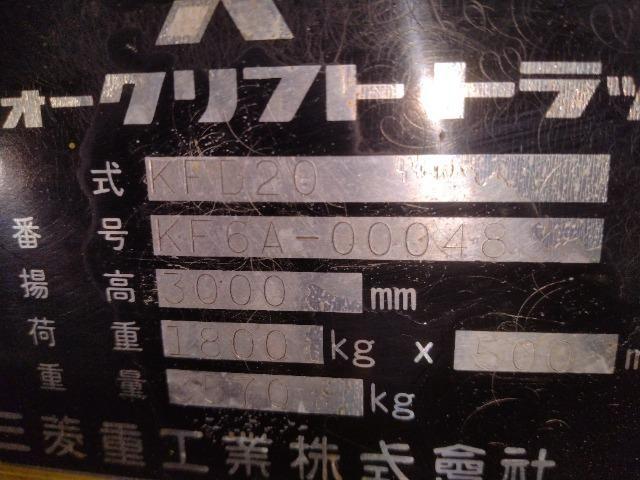 ォークリフトトラッ
式 KFD20
番号 KF6A-00048
揚高 3000 mm
荷重 1800 kg x 500 m
重量 kg
三菱重工業株式會社